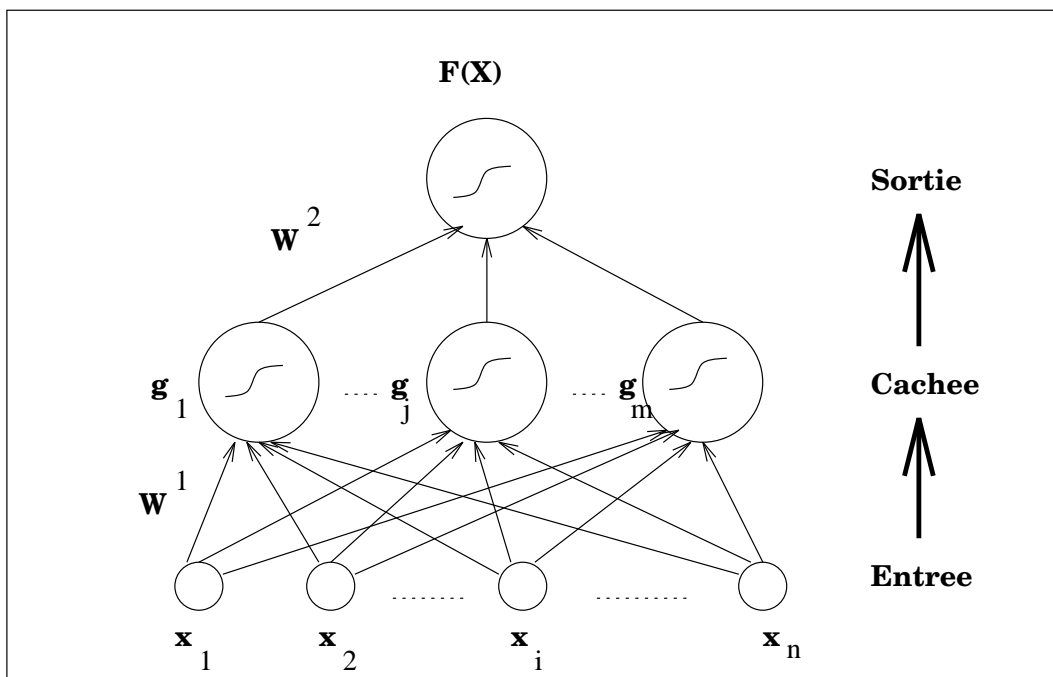 F(X)
Sortie
W 2
g 1 ..... g j ..... g m
Cachee
W 1
Entree
x 1 x 2 x i x n